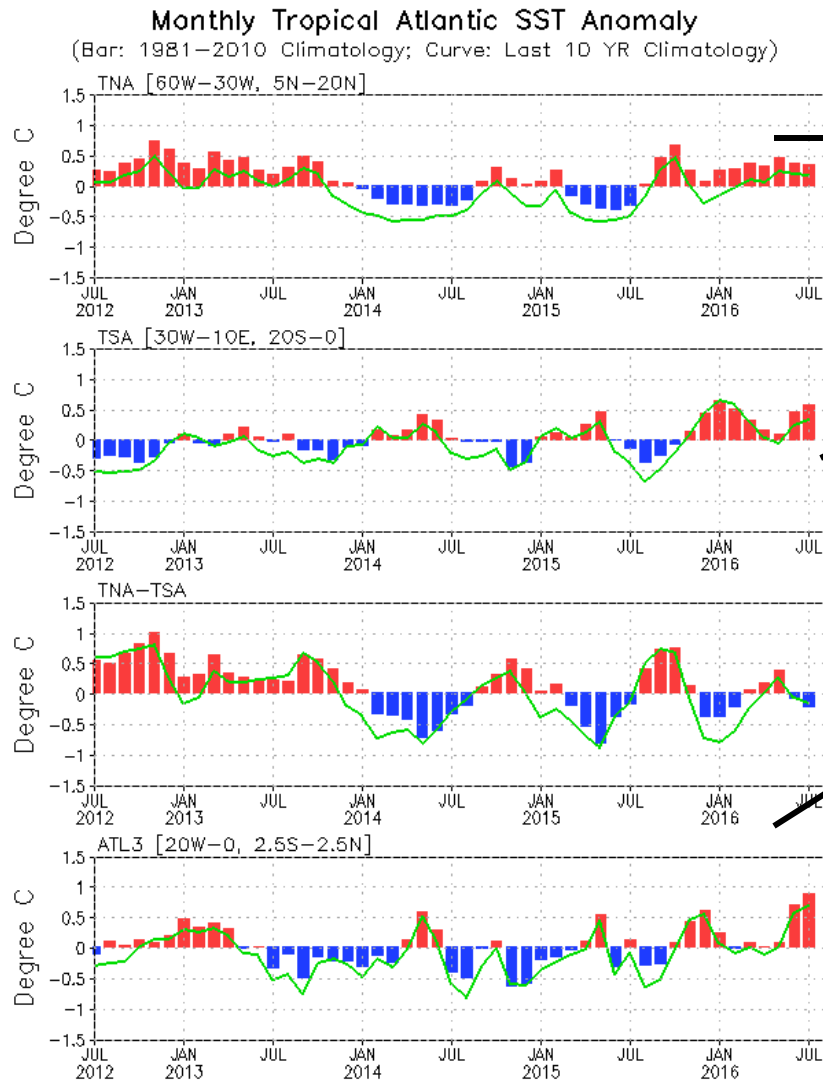 Monthly Tropical Atlantic SST Anomaly
(Bar: 1981-2010 Climatology; Curve: Last 10 YR Climatology)
TNA [60W-30W, 5N-20N]
Degree C
1.5
1
0.5
0
-0.5
-1
-1.5
JUL JAN JUL JAN JUL JAN JUL JAN JUL
2012 2013 2014 2015 2016
TSA [30W-10E, 20S-0]
Degree C
1.5
1
0.5
0
-0.5
-1
-1.5
JUL JAN JUL JAN JUL JAN JUL JAN JUL
2012 2013 2014 2015 2016
TNA-TSA
Degree C
1.5
1
0.5
0
-0.5
-1
-1.5
JUL JAN JUL JAN JUL JAN JUL JAN JUL
2012 2013 2014 2015 2016
ATL3 [20W-0, 2.5S-2.5N]
Degree C
1.5
1
0.5
0
-0.5
-1
-1.5
JUL JAN JUL JAN JUL JAN JUL JAN JUL
2012 2013 2014 2015 2016